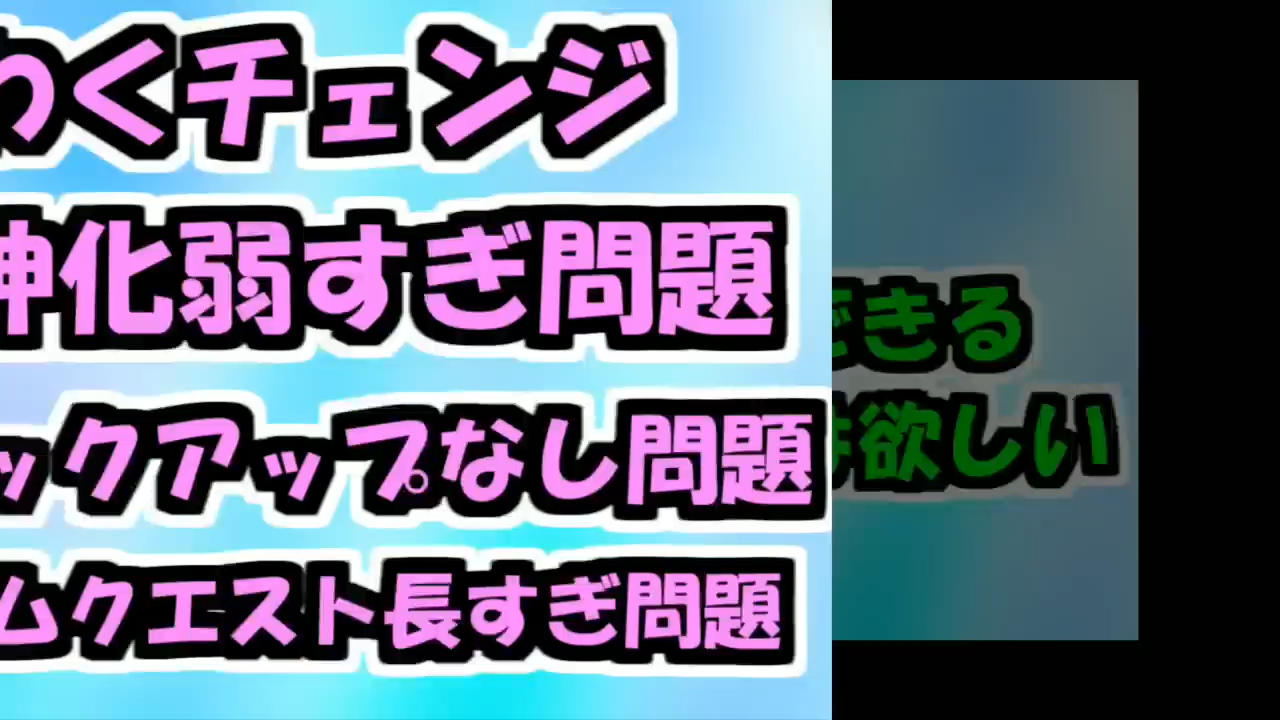 わくチェンジ
神化弱すぎ問題
ックアップなし問題
ムクエスト長すぎ問題
できる
欲しい